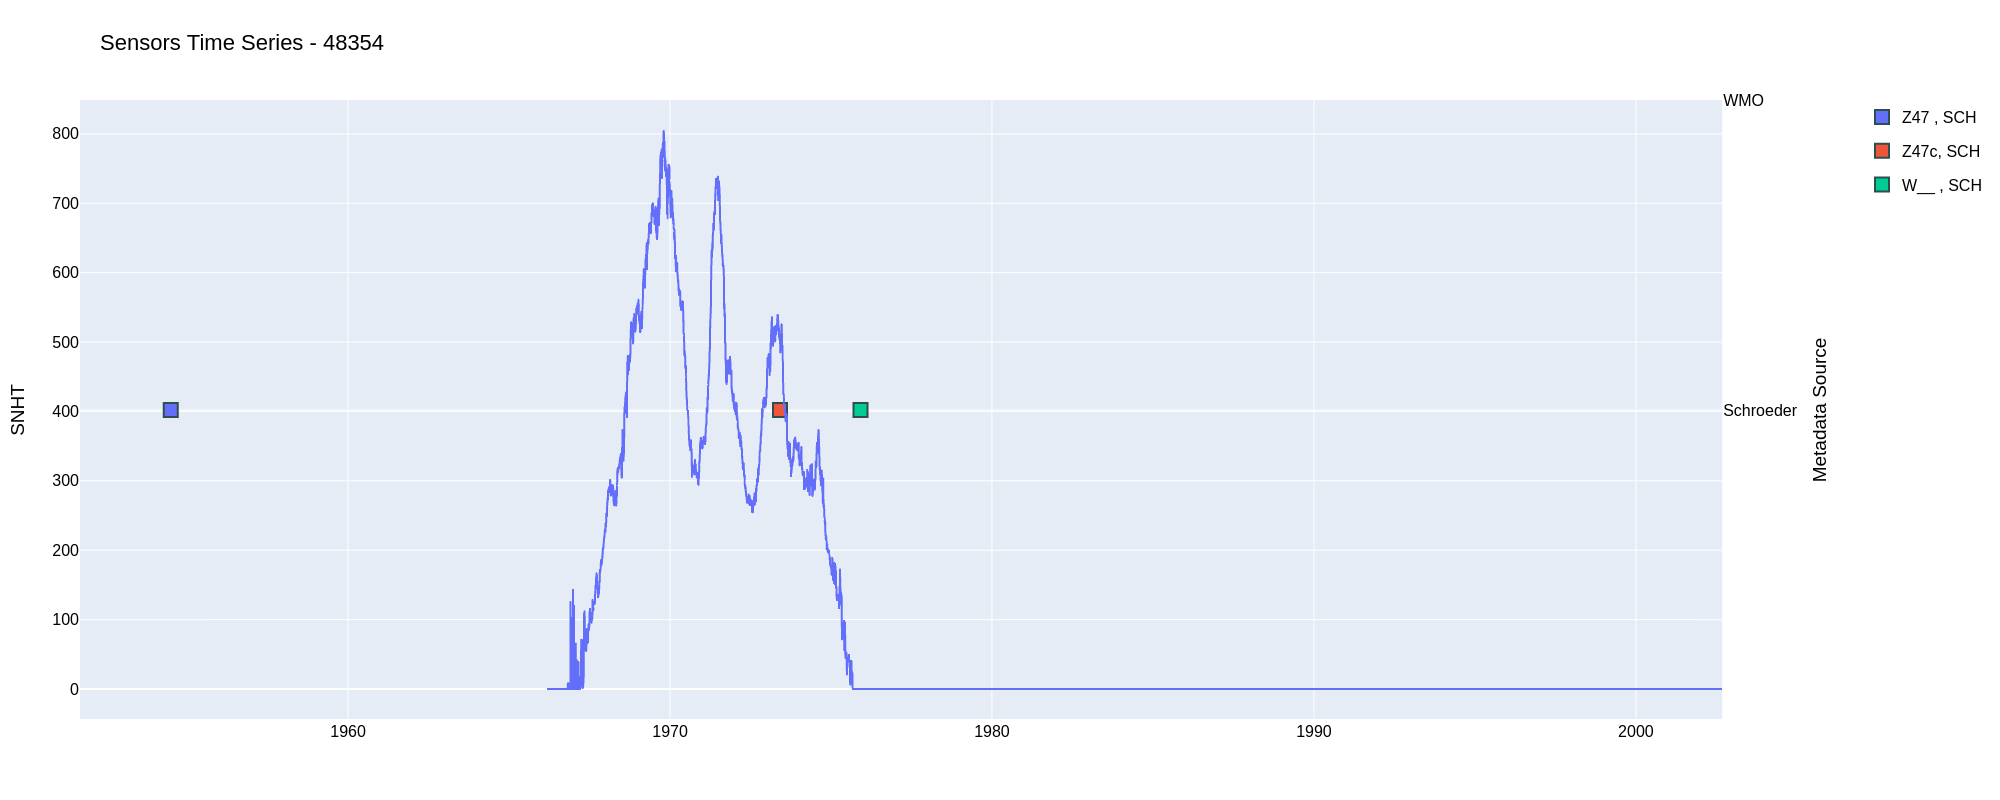 Sensors Time Series - 48354
WMO
Z47 , SCH
Z47c, SCH
W__ , SCH
800
700
600
500
400
300
200
100
0
SNHT
Schroeder
Metadata Source
1960
1970
1980
1990
2000